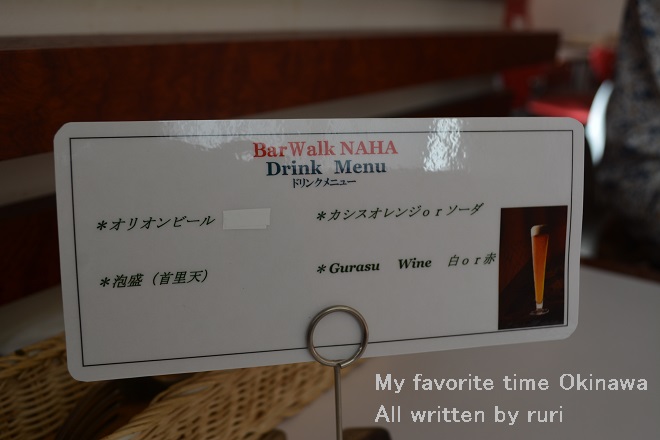 BarWalk NAHA
Drink Menu
ドリンクメニュー
＊オリオンビール
＊カシスオレンジｏｒソーダ
＊泡盛（首里天）
＊Gurasu Wine 白ｏｒ赤
My favorite time Okinawa
All written by ruri